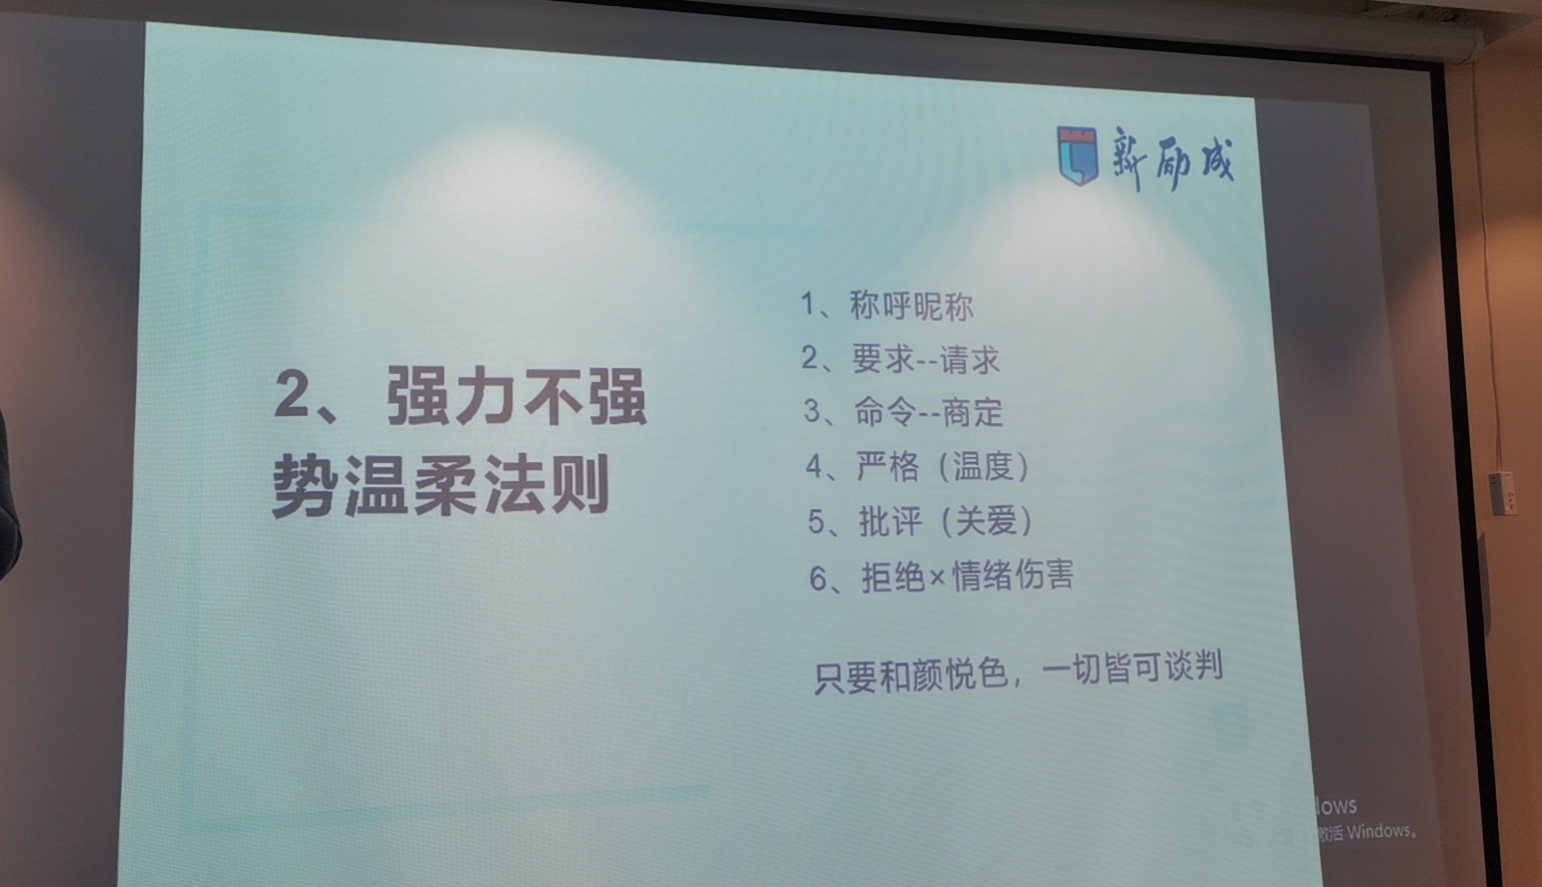 新励成
2、强力不强
势温柔法则
1、称呼昵称
2、要求--请求
3、命令--商定
4、严格（温度）
5、批评（关爱）
6、拒绝×情绪伤害
只要和颜悦色，一切皆可谈判
dows
激活 Windows。